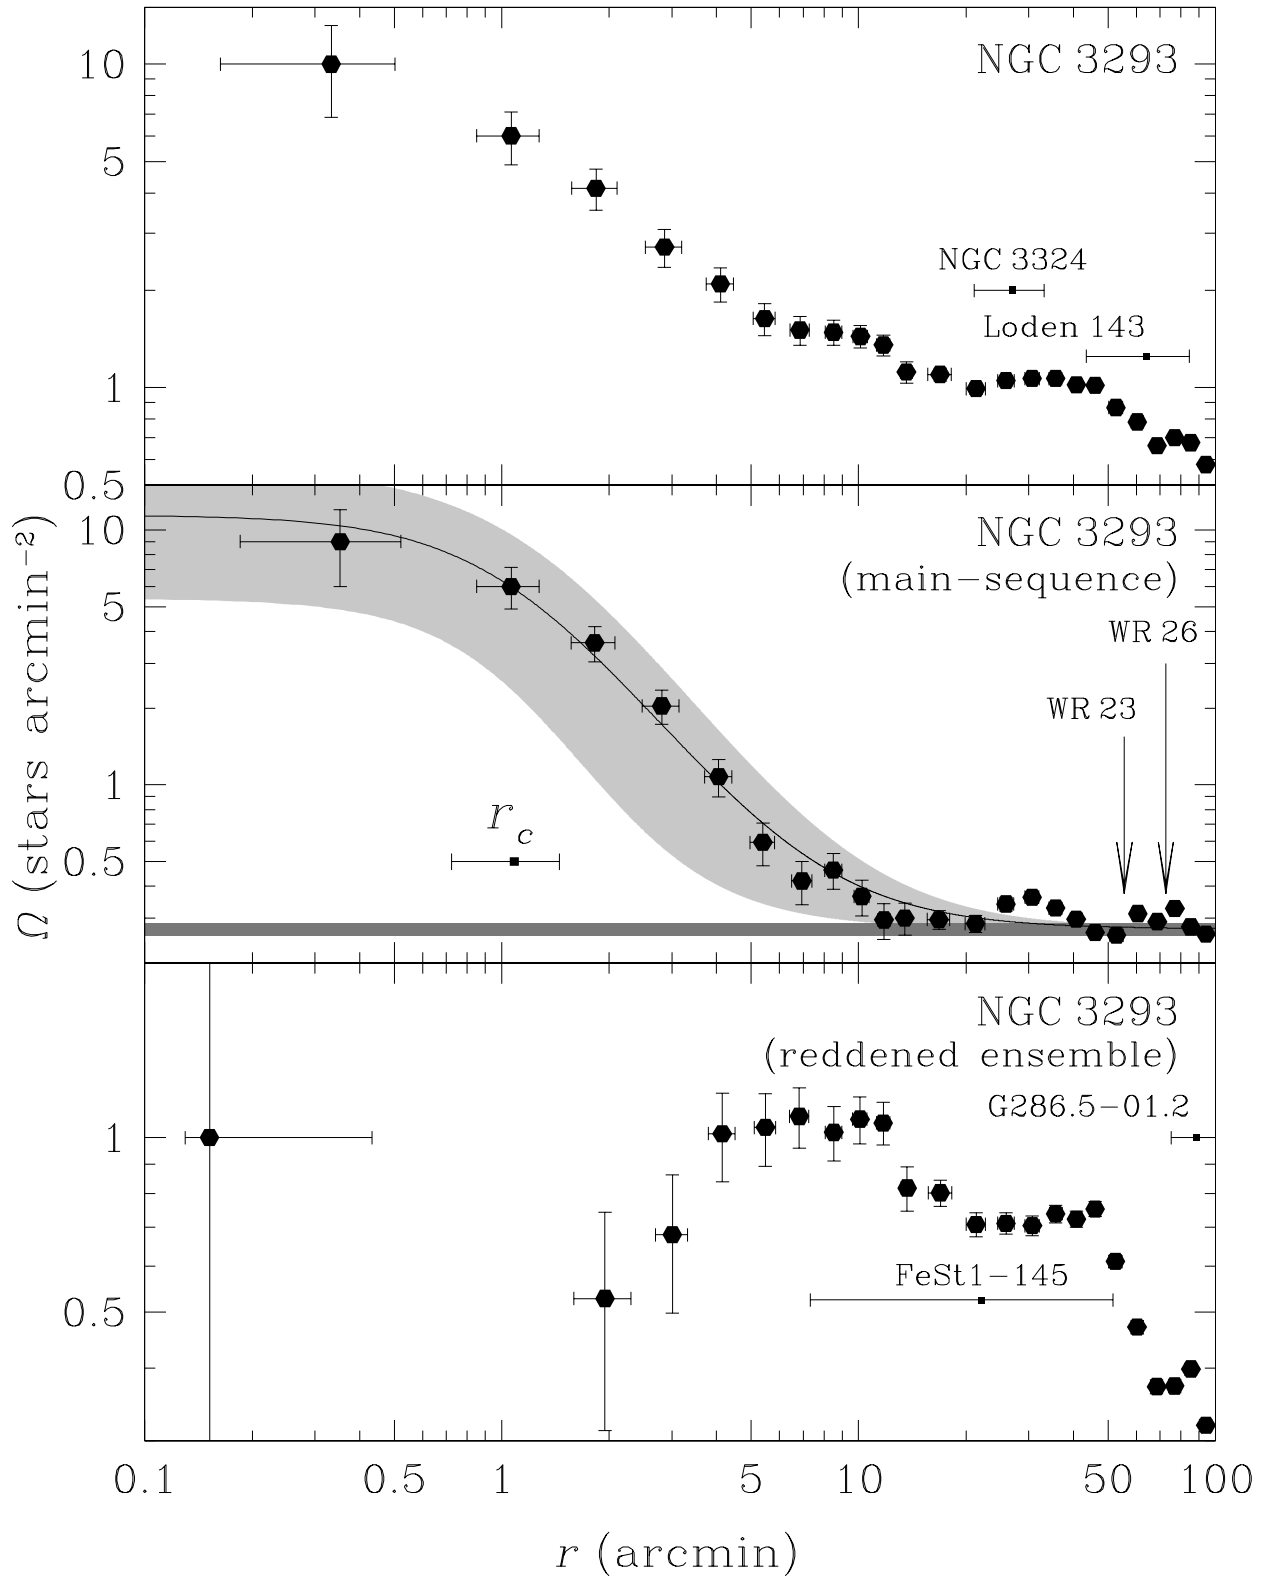 NGC 3293
10
5
NGC 3324
Loden 143
1
0.5
NGC 3293
(main-sequence)
10
5
WR 26
WR 23
1
r_c
0.5
Ω (stars arcmin⁻²)
NGC 3293
(reddened ensemble)
G286.5-01.2
1
FeSt1-145
0.5
0.1 0.5 1 5 10 50 100
r (arcmin)